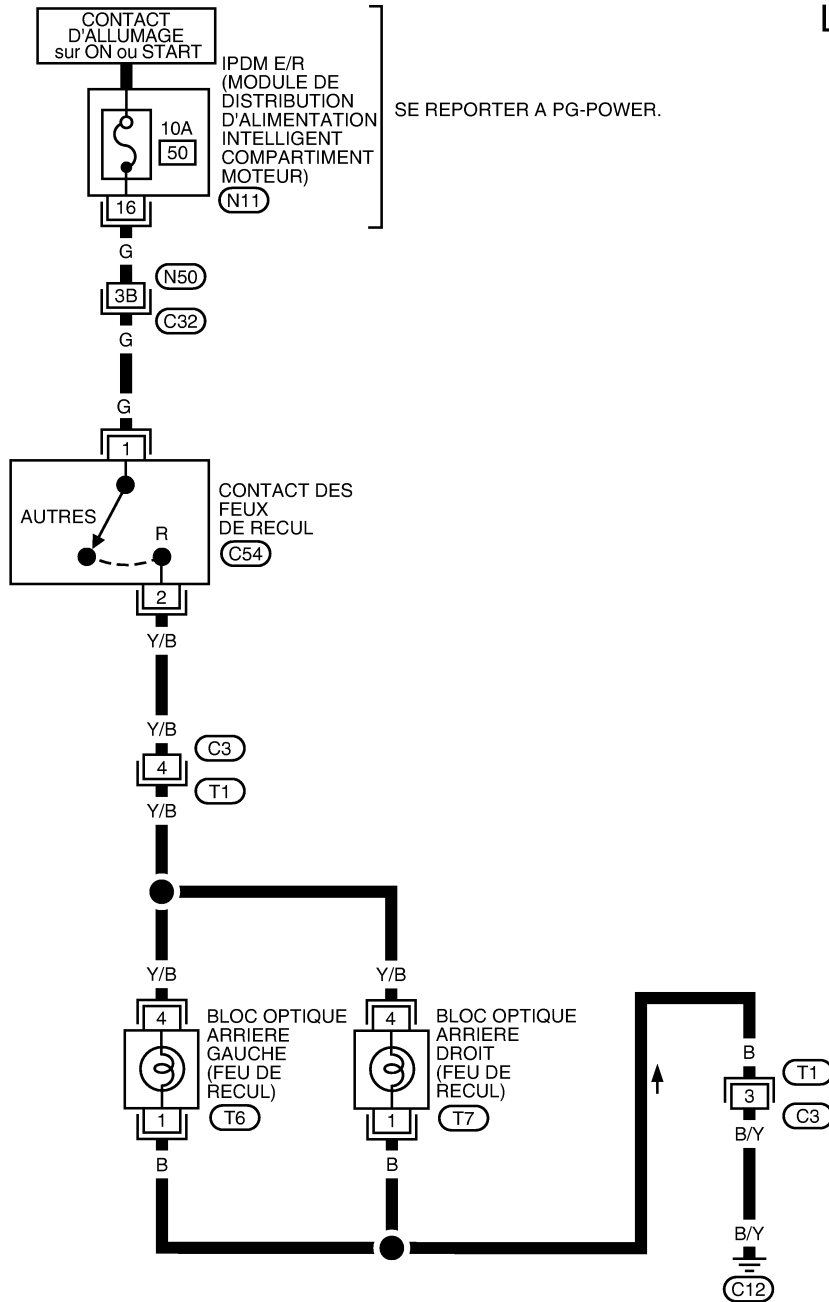 CONTACT
D'ALLUMAGE
sur ON ou START
IPDM E/R
(MODULE DE
DISTRIBUTION
D'ALIMENTATION
INTELLIGENT
COMPARTIMENT
MOTEUR)
N11
SE REPORTER A PG-POWER.
10A
50
16
G
N50
3B
C32
G
G
1
AUTRES
R
CONTACT DES
FEUX
DE RECUL
C54
2
Y/B
Y/B
C3
4
T1
Y/B
Y/B
Y/B
4
BLOC OPTIQUE
ARRIERE
GAUCHE
(FEU DE
RECUL)
T6
1
B
4
BLOC OPTIQUE
ARRIERE
DROIT
(FEU DE
RECUL)
T7
1
B
B
T1
3
C3
B/Y
B/Y
C12